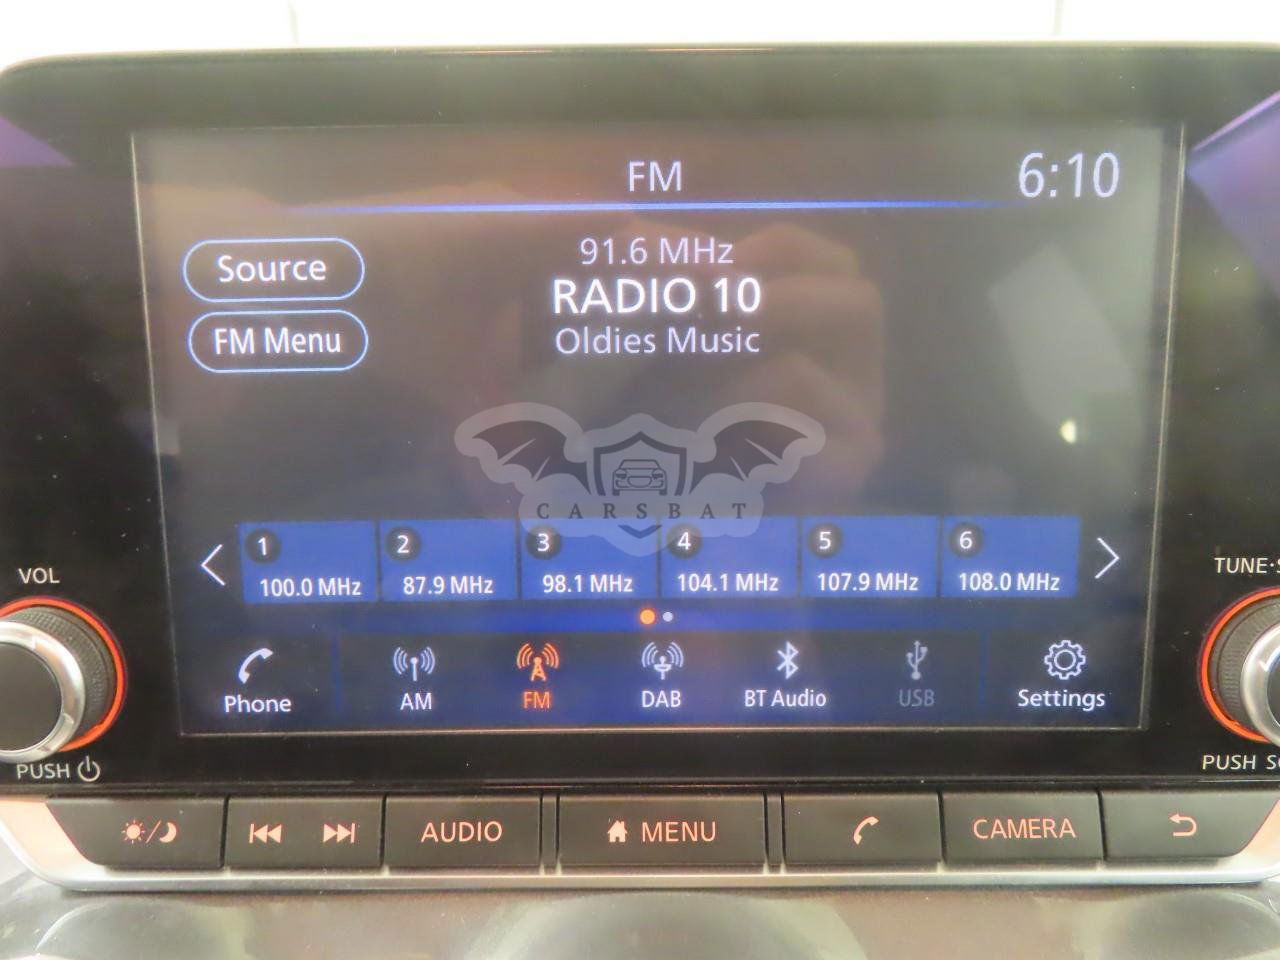 FM
6:10
Source
91.6 MHz
RADIO 10
FM Menu
Oldies Music
CARSBAT
1
2
3
4
5
6
100.0 MHz
87.9 MHz
98.1 MHz
104.1 MHz
107.9 MHz
108.0 MHz
VOL
TUNE·S
Phone
AM
FM
DAB
BT Audio
USB
Settings
PUSH
PUSH SC
AUDIO
MENU
CAMERA